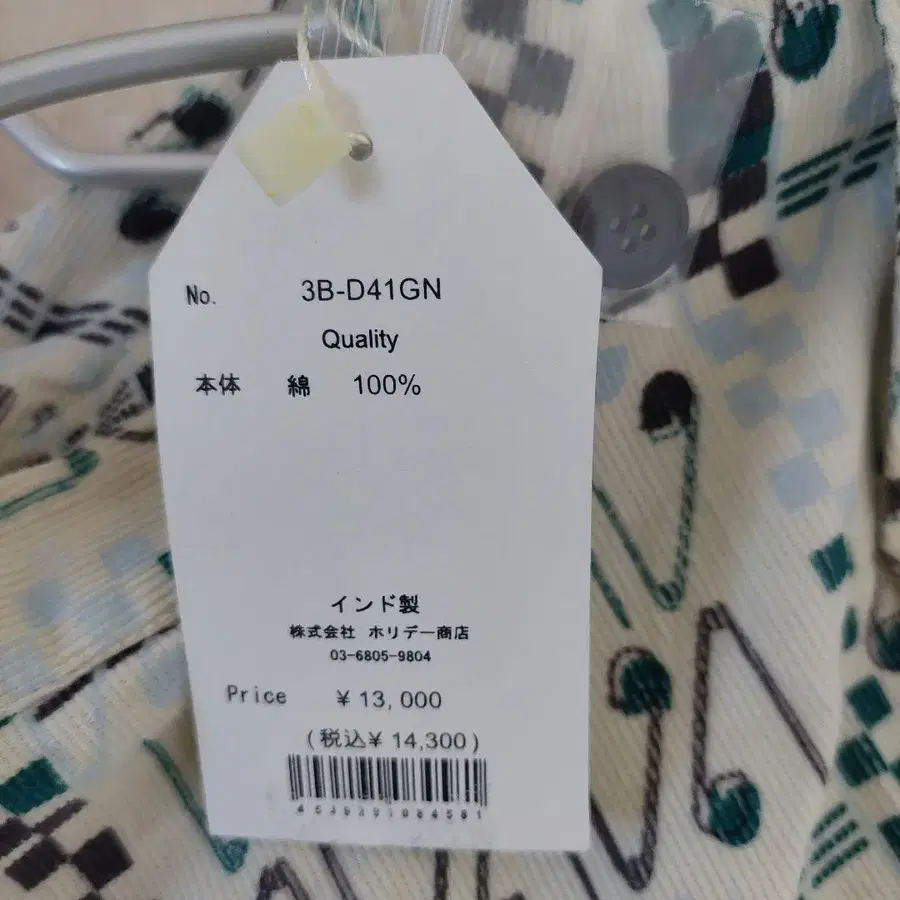 No. 3B-D41GN
Quality
本体 綿 100%
インド製
株式会社 ホリデー商店
03-6805-9804
Price ¥ 13,000
(税込¥ 14,300)